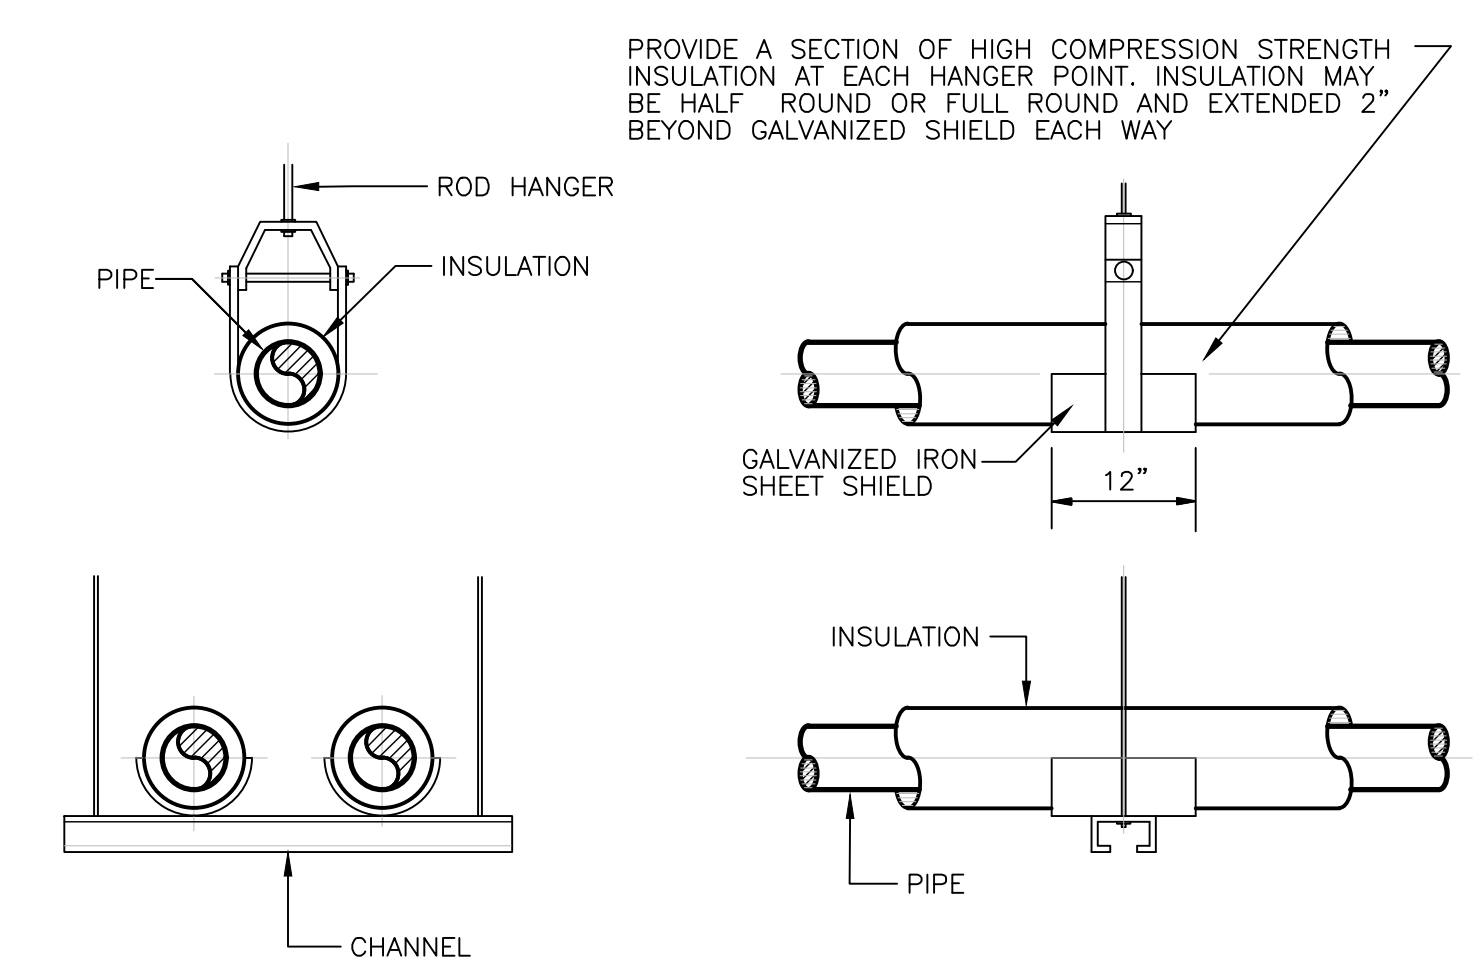 PROVIDE A SECTION OF HIGH COMPRESSION STRENGTH
INSULATION AT EACH HANGER POINT. INSULATION MAY
BE HALF ROUND OR FULL ROUND AND EXTENDED 2”
BEYOND GALVANIZED SHIELD EACH WAY
ROD HANGER
INSULATION
PIPE
GALVANIZED IRON
SHEET SHIELD
12”
INSULATION
PIPE
CHANNEL